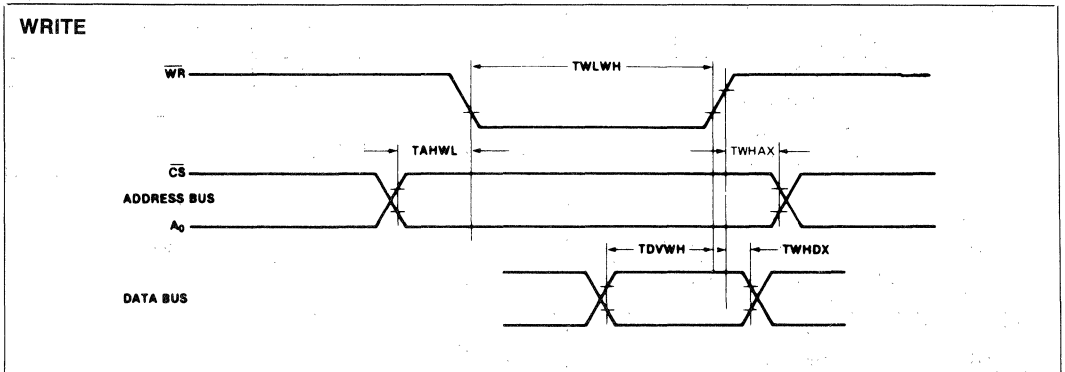 WRITE
WR
TWLWH
TAHWL
TWHAX
CS
ADDRESS BUS
A0
TDVWH
TWHDX
DATA BUS